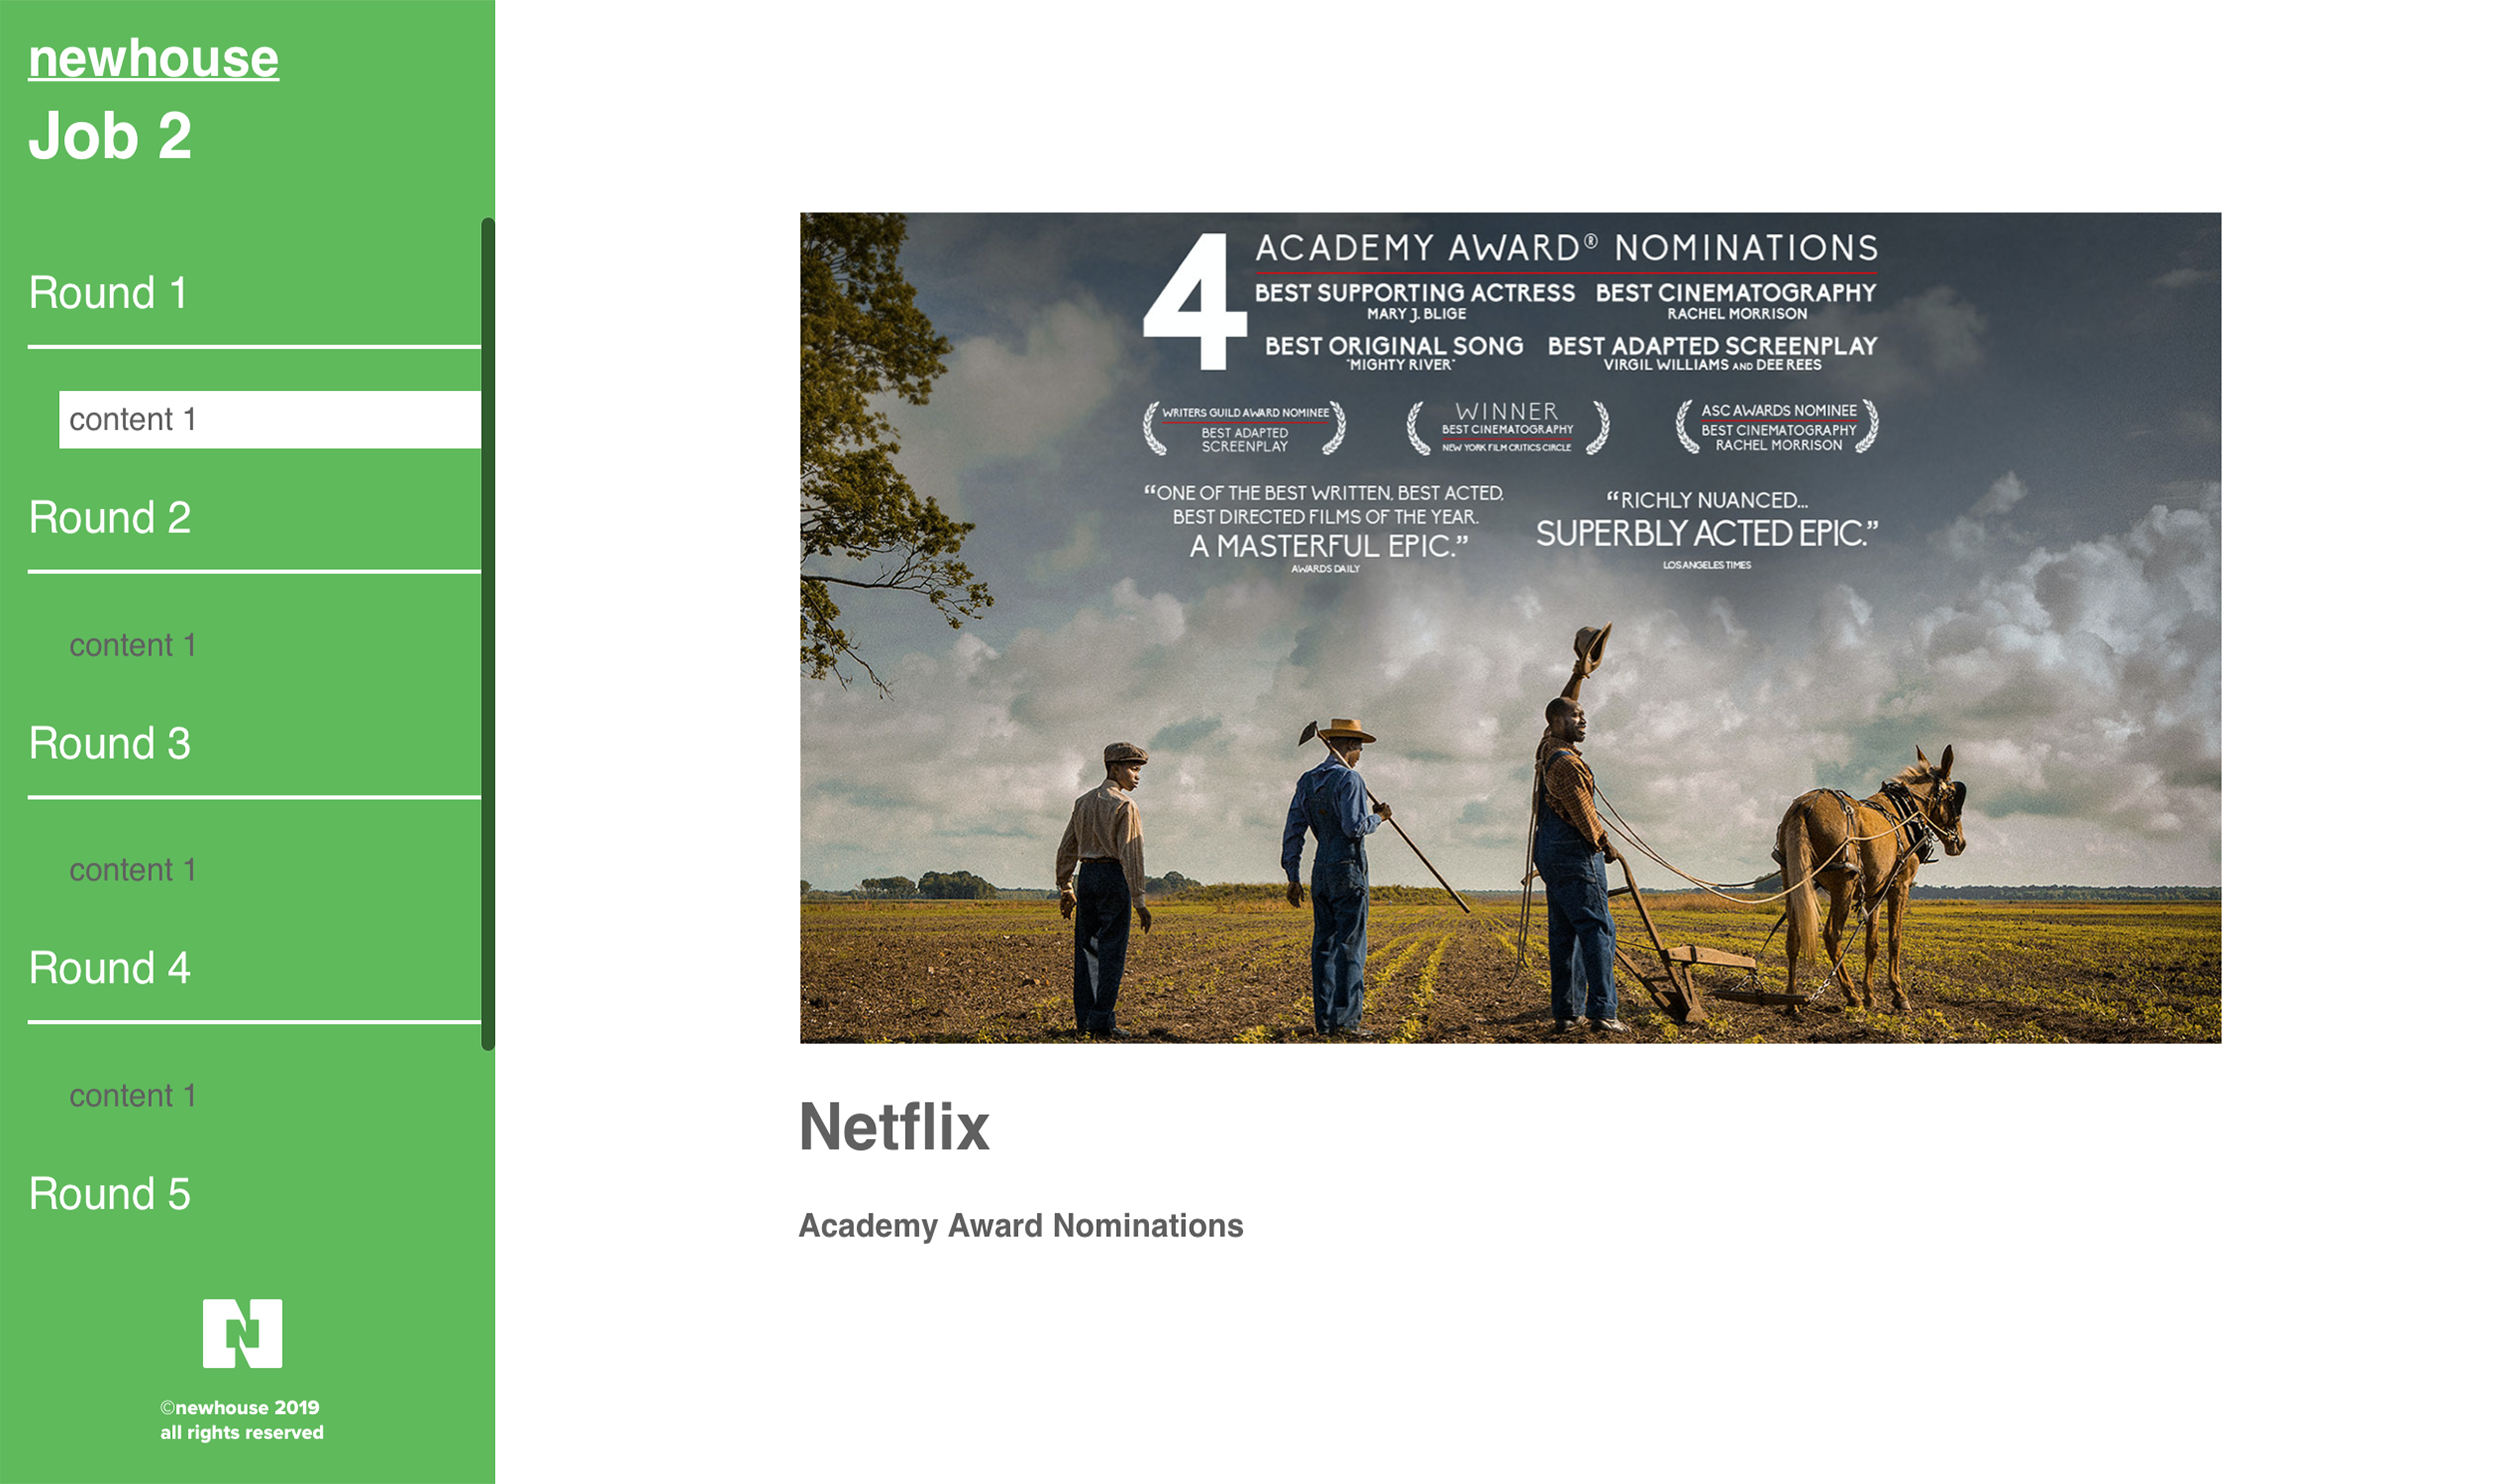 newhouse
Job 2
Round 1
content 1
Round 2
content 1
Round 3
content 1
Round 4
content 1
Round 5
©newhouse 2019
all rights reserved
4 ACADEMY AWARD® NOMINATIONS
BEST SUPPORTING ACTRESS BEST CINEMATOGRAPHY
MARY J. BLIGE RACHEL MORRISON
BEST ORIGINAL SONG BEST ADAPTED SCREENPLAY
"MIGHTY RIVER" VIRGIL WILLIAMS AND DEE REES
WRITERS GUILD AWARD NOMINEE
BEST ADAPTED
SCREENPLAY
WINNER
BEST CINEMATOGRAPHY
NEW YORK FILM CRITICS CIRCLE
ASC AWARDS NOMINEE
BEST CINEMATOGRAPHY
RACHEL MORRISON
“ONE OF THE BEST WRITTEN, BEST ACTED,
BEST DIRECTED FILMS OF THE YEAR.
A MASTERFUL EPIC.”
AWARDS DAILY
“RICHLY NUANCED...
SUPERBLY ACTED EPIC.”
LOS ANGELES TIMES
Netflix
Academy Award Nominations